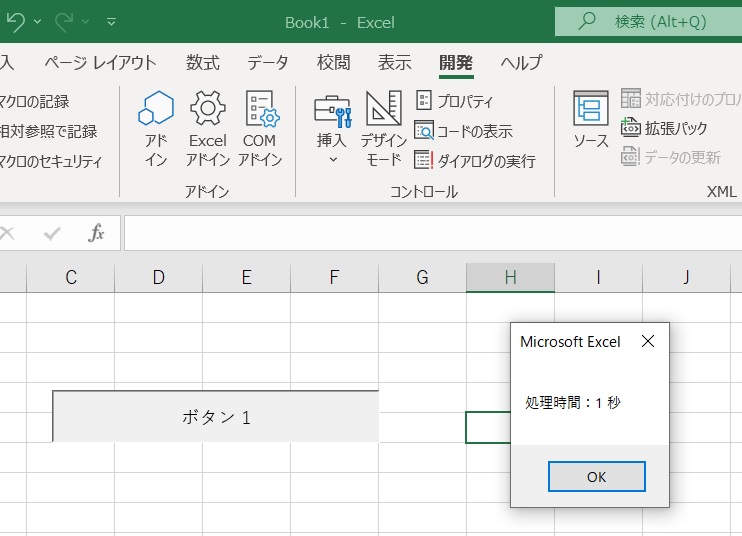 Book1 - Excel
検索 (Alt+Q)
入 ページ レイアウト 数式 データ 校閲 表示 開発 ヘルプ
マクロの記録
相対参照で記録
マクロのセキュリティ
アド
イン
Excel
アドイン
COM
アドイン
アドイン
挿入
デザイン
モード
プロパティ
コードの表示
ダイアログの実行
コントロール
ソース
対応付けのプロパ
拡張パック
データの更新
XML
fx
C D E F G H I J
ボタン 1
Microsoft Excel
処理時間：1 秒
OK